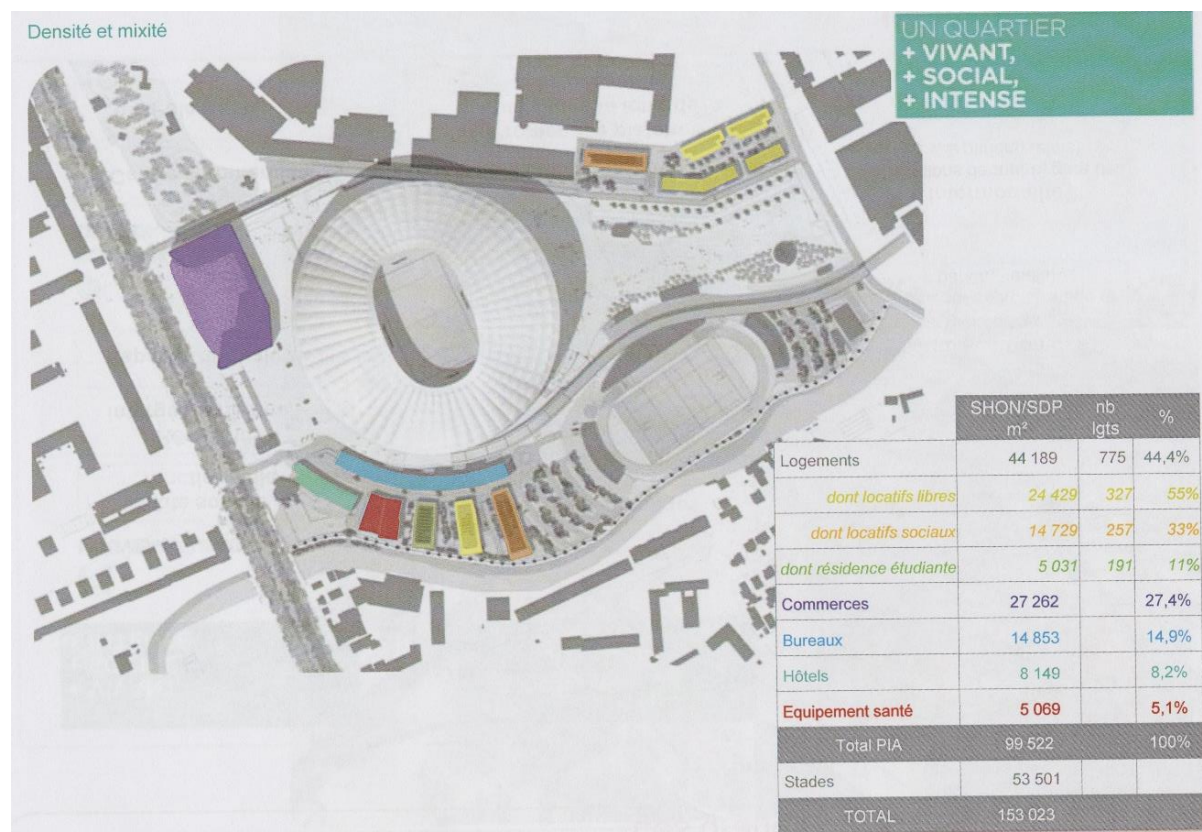 Densité et mixité
UN QUARTIER
+ VIVANT,
+ SOCIAL,
+ INTENSE
SHON/SDP m² nb lgts %
Logements 44 189 775 44,4%
dont locatifs libres 24 429 327 55%
dont locatifs sociaux 14 729 257 33%
dont résidence étudiante 5 031 191 11%
Commerces 27 262 27,4%
Bureaux 14 853 14,9%
Hôtels 8 149 8,2%
Equipement santé 5 069 5,1%
Total PIA 99 522 100%
Stades 53 501
TOTAL 153 023